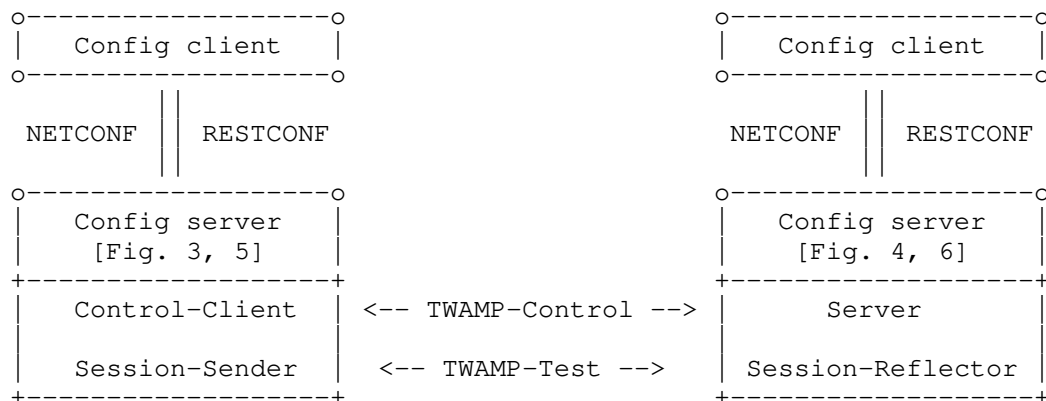 Config client Config client
NETCONF RESTCONF NETCONF RESTCONF
Config server Config server
[Fig. 3, 5] [Fig. 4, 6]
Control-Client <-- TWAMP-Control --> Server
Session-Sender <-- TWAMP-Test --> Session-Reflector